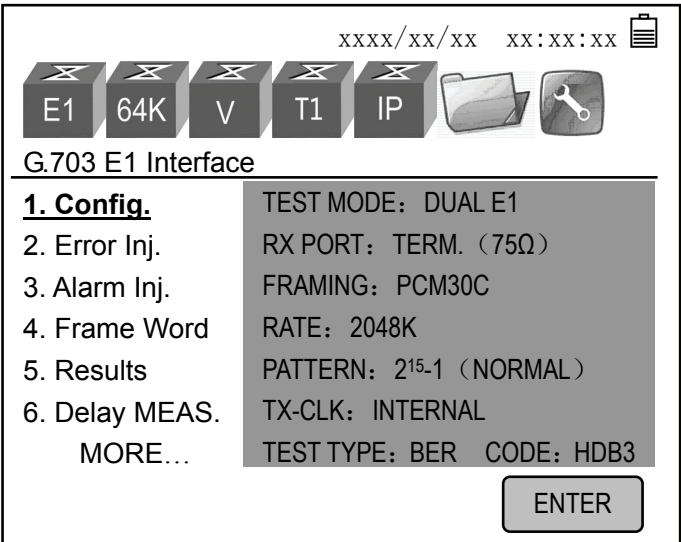 xxxx/xx/xx xx:xx:xx
E1 64K V T1 IP
G.703 E1 Interface
1. Config.
2. Error Inj.
3. Alarm Inj.
4. Frame Word
5. Results
6. Delay MEAS.
MORE…
TEST MODE：DUAL E1
RX PORT：TERM.（75Ω）
FRAMING：PCM30C
RATE：2048K
PATTERN：2¹⁵-1（NORMAL）
TX-CLK：INTERNAL
TEST TYPE：BER CODE：HDB3
ENTER